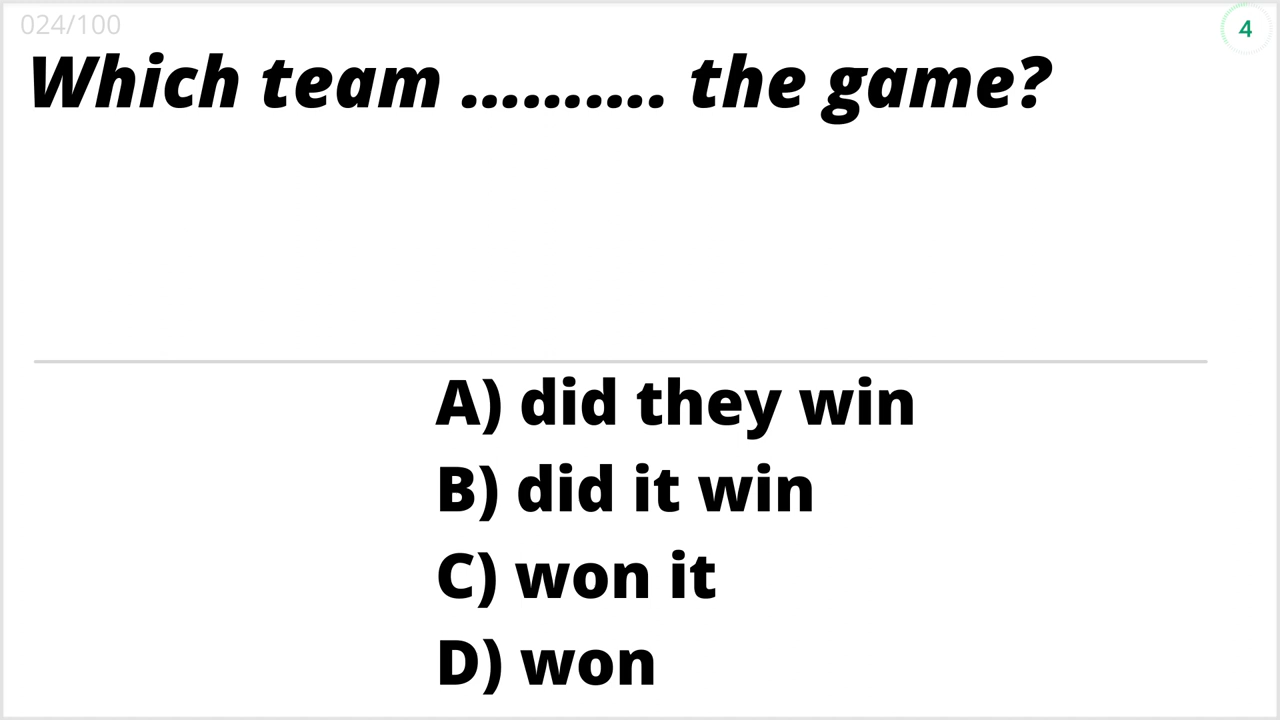 024/100
4
Which team .......... the game?
A) did they win
B) did it win
C) won it
D) won